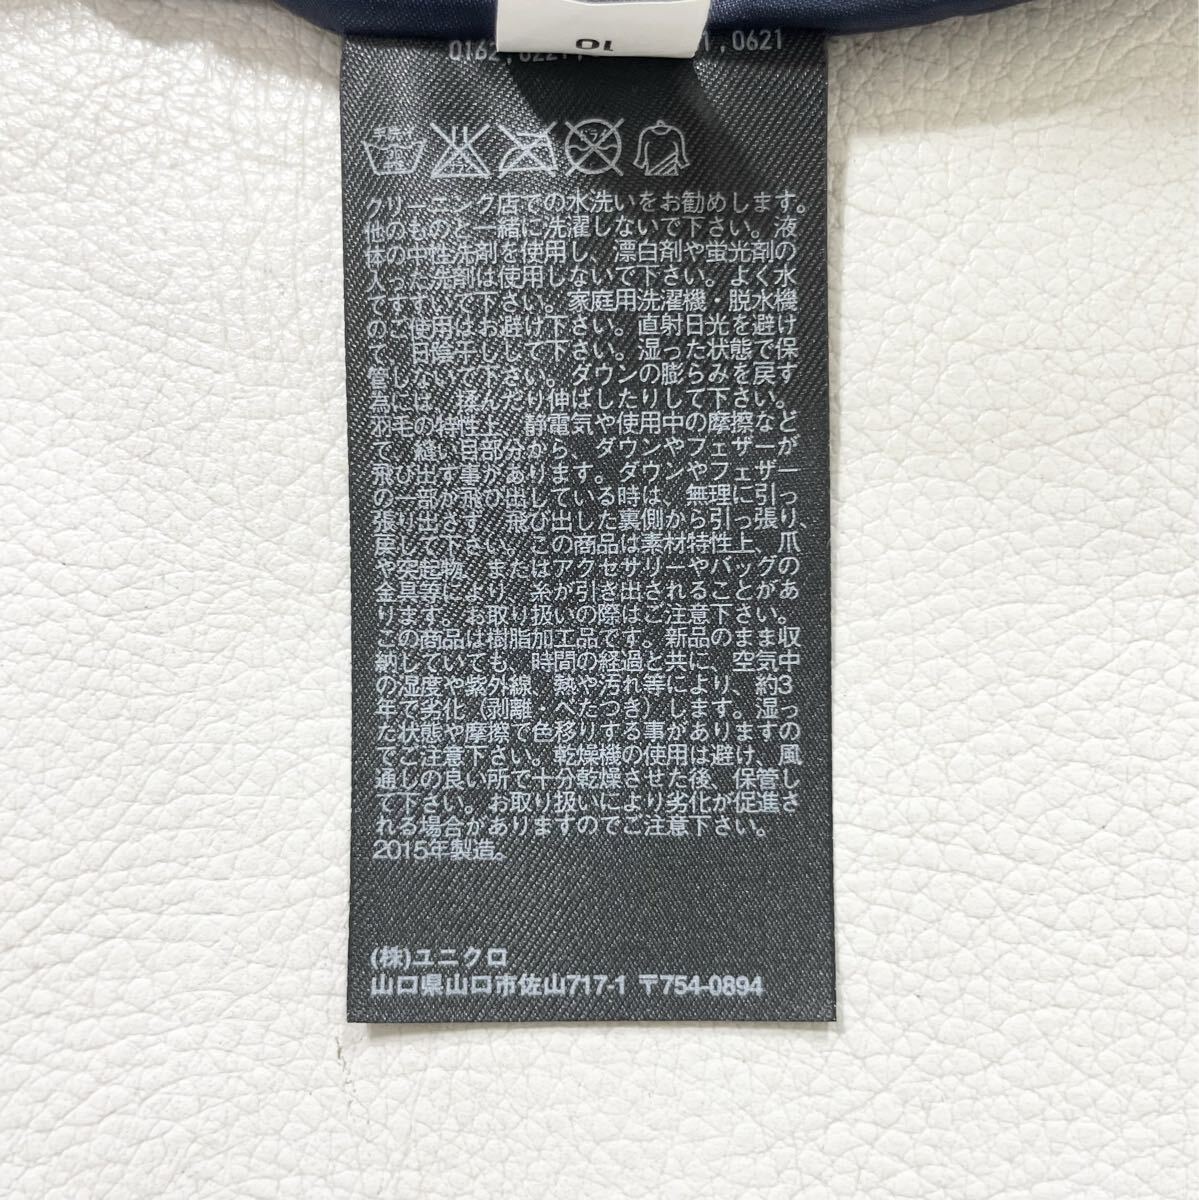 0621
手洗イ
クリーニング店での水洗いをお勧めします。
他のものと一緒に洗濯しないで下さい。液
体の中性洗剤を使用し、漂白剤や蛍光剤の
入った洗剤は使用しないで下さい。よく水
ですすいで下さい。家庭用洗濯機・脱水機
のご使用はお避け下さい。直射日光を避け
て、日陰干しして下さい。湿った状態で保
管しないで下さい。ダウンの膨らみを戻す
為には、揉んだり伸ばしたりして下さい。
羽毛の特性上、静電気や使用中の摩擦など
で、縫い目部分から、ダウンやフェザーが
飛び出す事があります。ダウンやフェザー
の一部が飛び出している時は、無理に引っ
張り出さず、飛び出した裏側から引っ張り、
戻して下さい。この商品は素材特性上、爪
や突起物、またはアクセサリーやバッグの
金具等により、糸が引き出されることがあ
ります。お取り扱いの際はご注意下さい。
この商品は樹脂加工品です。新品のまま収
納していても、時間の経過と共に、空気中
の湿度や紫外線、熱や汚れ等により、約3
年で劣化（剥離・べたつき）します。湿っ
た状態や摩擦で色移りする事がありますの
でご注意下さい。乾燥機の使用は避け、風
通しの良い所で十分乾燥させた後、保管し
て下さい。お取り扱いにより劣化が促進さ
れる場合がありますのでご注意下さい。
2015年製造。
(株)ユニクロ
山口県山口市佐山717-1 〒754-0894